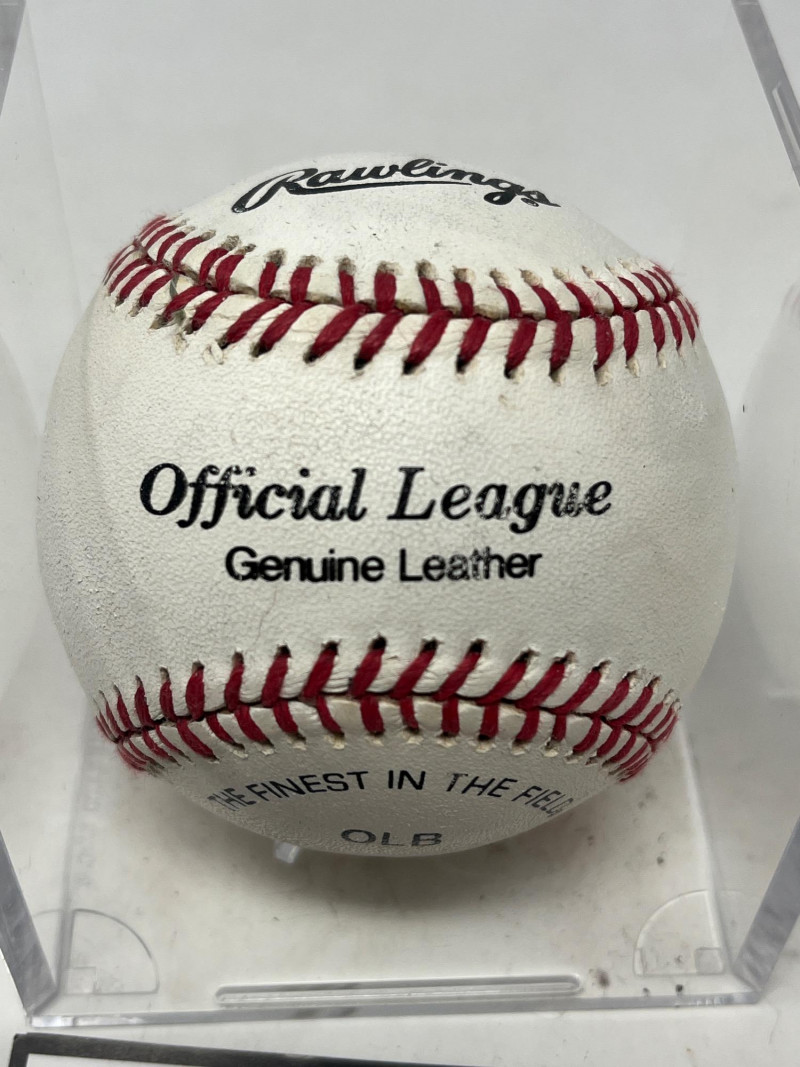 Rawlings
Official League
Genuine Leather
THE FINEST IN THE FIELD
OLB